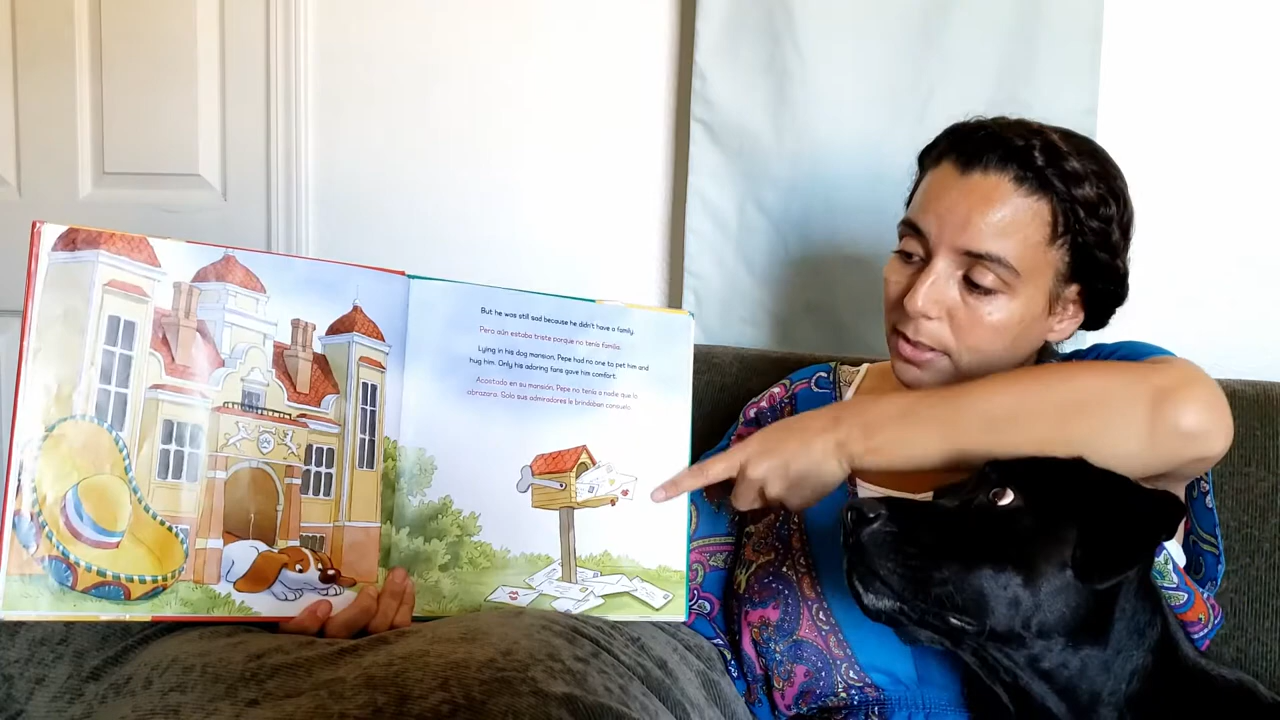 But he was still sad because he didn't have a family.
Pero aún estaba triste porque no tenía familia.
Lying in his dog mansion, Pepe had no one to pet him and
hug him. Only his adoring fans gave him comfort.
Acostado en su mansión, Pepe no tenía a nadie que lo
abrazara. Solo sus admiradores le brindaban consuelo.